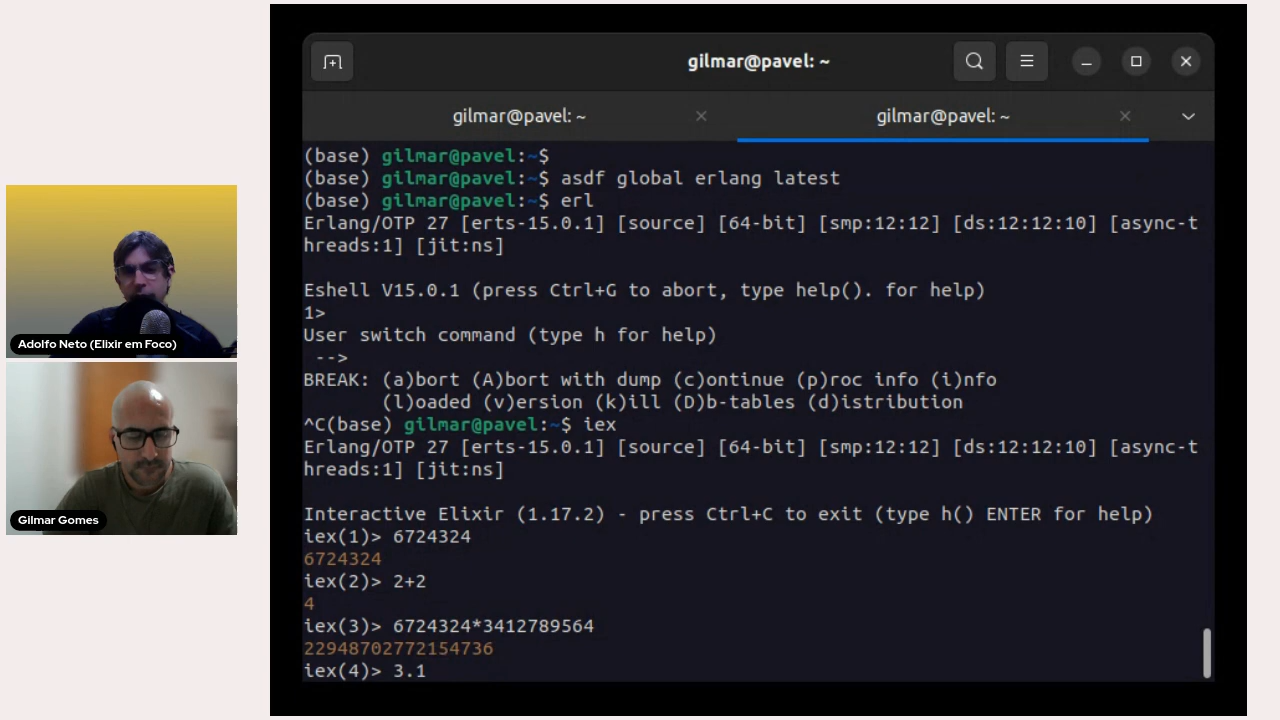 gilmar@pavel: ~
gilmar@pavel: ~
gilmar@pavel: ~
(base) gilmar@pavel:~$
(base) gilmar@pavel:~$ asdf global erlang latest
(base) gilmar@pavel:~$ erl
Erlang/OTP 27 [erts-15.0.1] [source] [64-bit] [smp:12:12] [ds:12:12:10] [async-t
hreads:1] [jit:ns]
Eshell V15.0.1 (press Ctrl+G to abort, type help(). for help)
1>
User switch command (type h for help)
-->
BREAK: (a)bort (A)bort with dump (c)ontinue (p)roc info (i)nfo
(l)oaded (v)ersion (k)ill (D)b-tables (d)istribution
^C(base) gilmar@pavel:~$ iex
Erlang/OTP 27 [erts-15.0.1] [source] [64-bit] [smp:12:12] [ds:12:12:10] [async-t
hreads:1] [jit:ns]
Interactive Elixir (1.17.2) - press Ctrl+C to exit (type h() ENTER for help)
iex(1)> 6724324
6724324
iex(2)> 2+2
4
iex(3)> 6724324*3412789564
22948702772154736
iex(4)> 3.1
Adolfo Neto (Elixir em Foco)
Gilmar Gomes